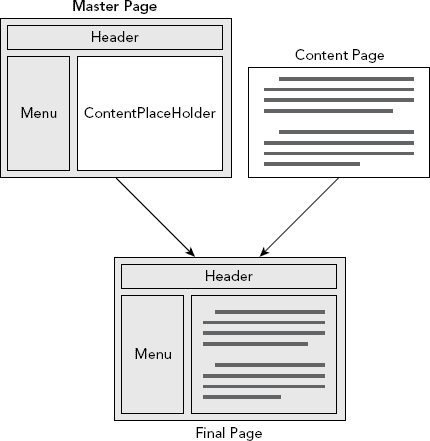 Master Page
Header
Menu
ContentPlaceHolder
Content Page
Header
Menu
Final Page